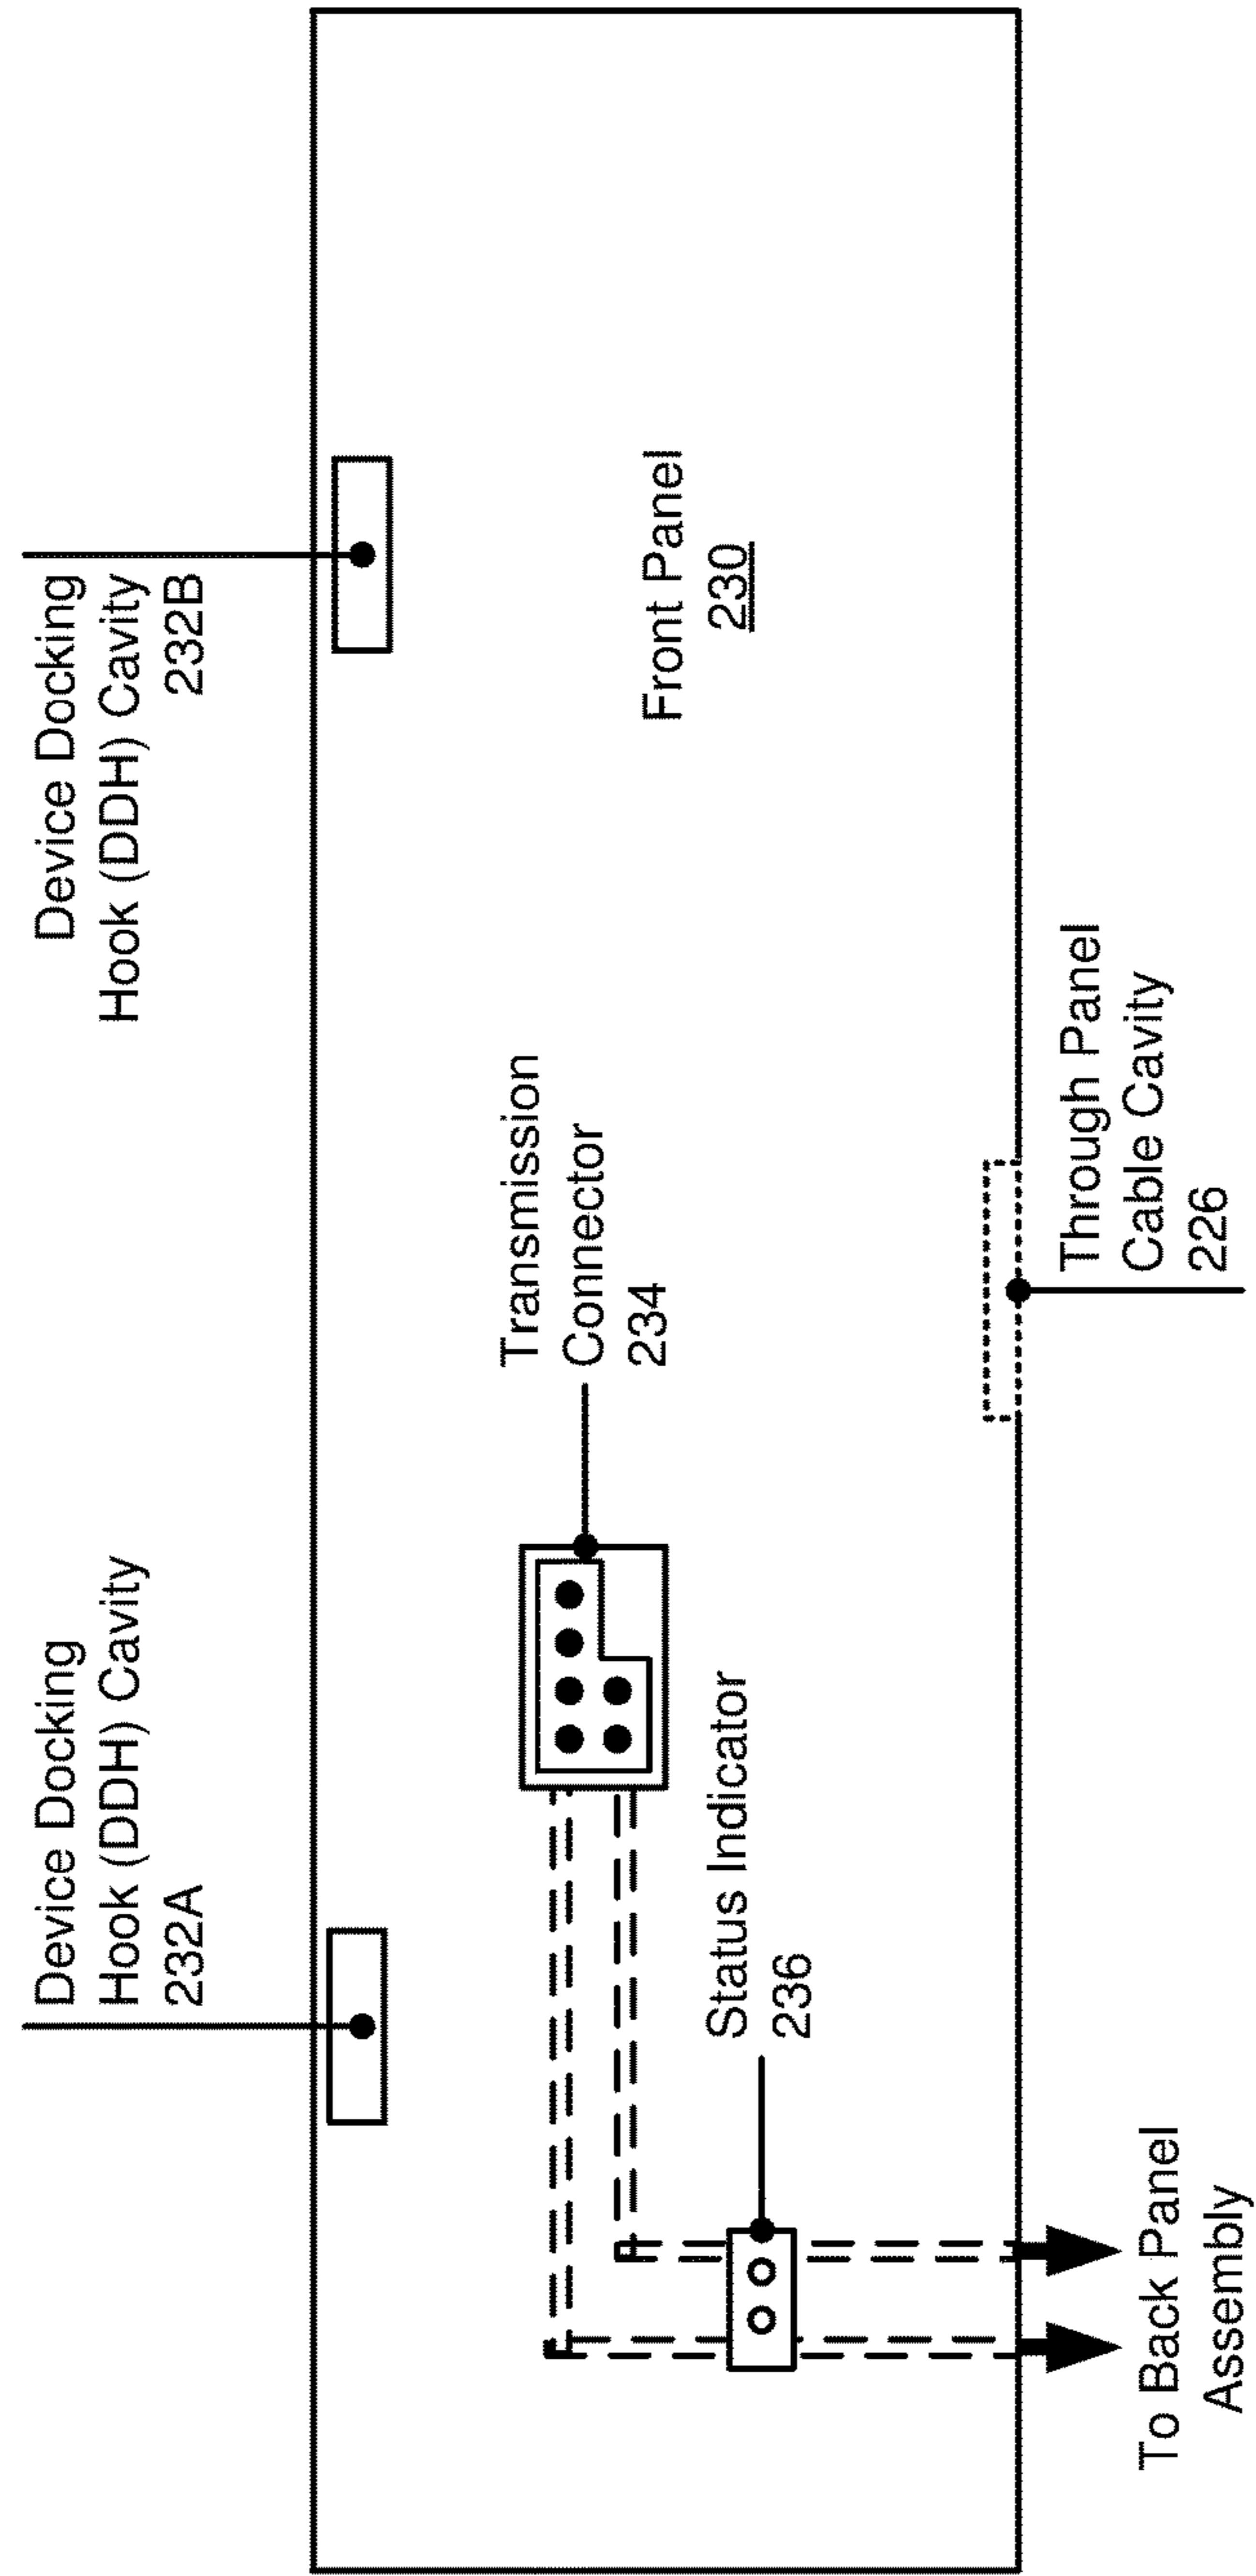 Device Docking
Hook (DDH) Cavity
232A
Device Docking
Hook (DDH) Cavity
232B
Transmission
Connector
234
Front Panel
230
Status Indicator
236
To Back Panel
Assembly
Through Panel
Cable Cavity
226